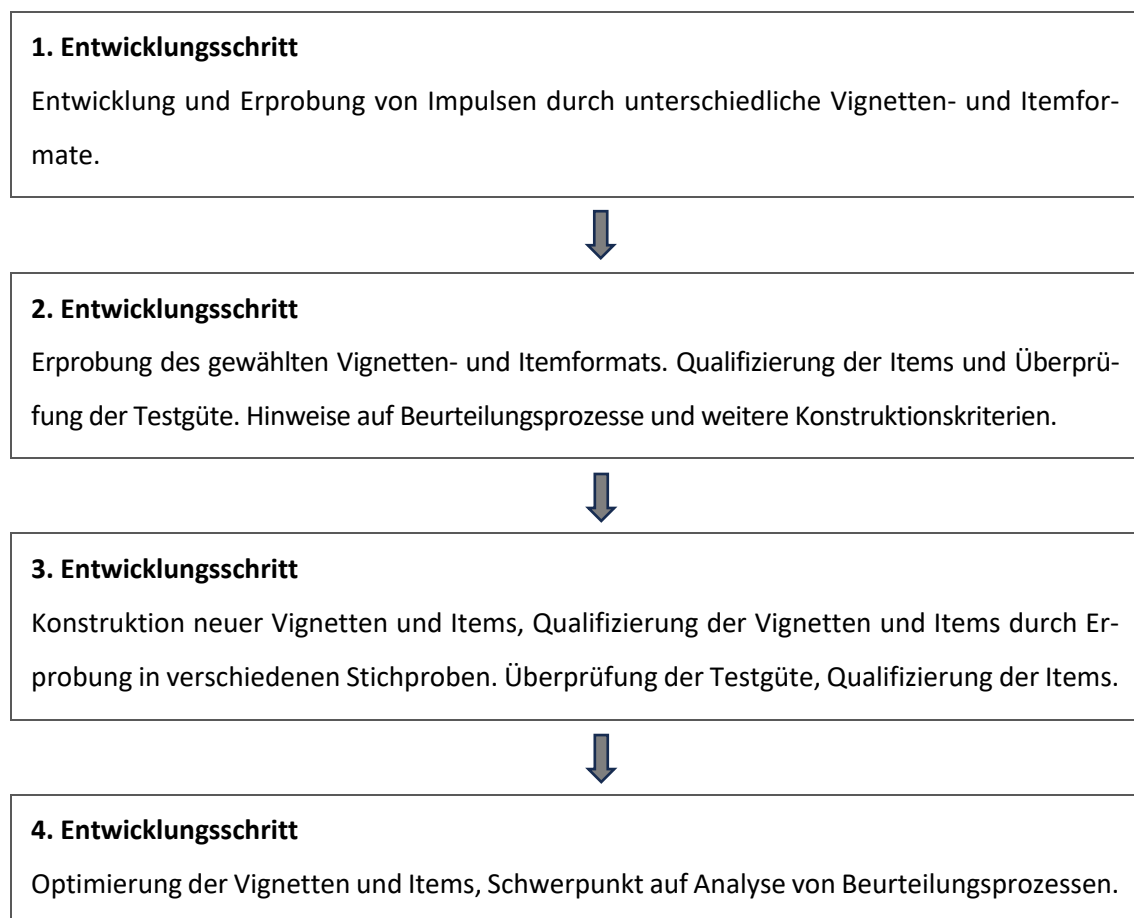 1. Entwicklungsschritt
Entwicklung und Erprobung von Impulsen durch unterschiedliche Vignetten- und Itemfor-
mate.
2. Entwicklungsschritt
Erprobung des gewählten Vignetten- und Itemformats. Qualifizierung der Items und Überprü-
fung der Testgüte. Hinweise auf Beurteilungsprozesse und weitere Konstruktionskriterien.
3. Entwicklungsschritt
Konstruktion neuer Vignetten und Items, Qualifizierung der Vignetten und Items durch Er-
probung in verschiedenen Stichproben. Überprüfung der Testgüte, Qualifizierung der Items.
4. Entwicklungsschritt
Optimierung der Vignetten und Items, Schwerpunkt auf Analyse von Beurteilungsprozessen.